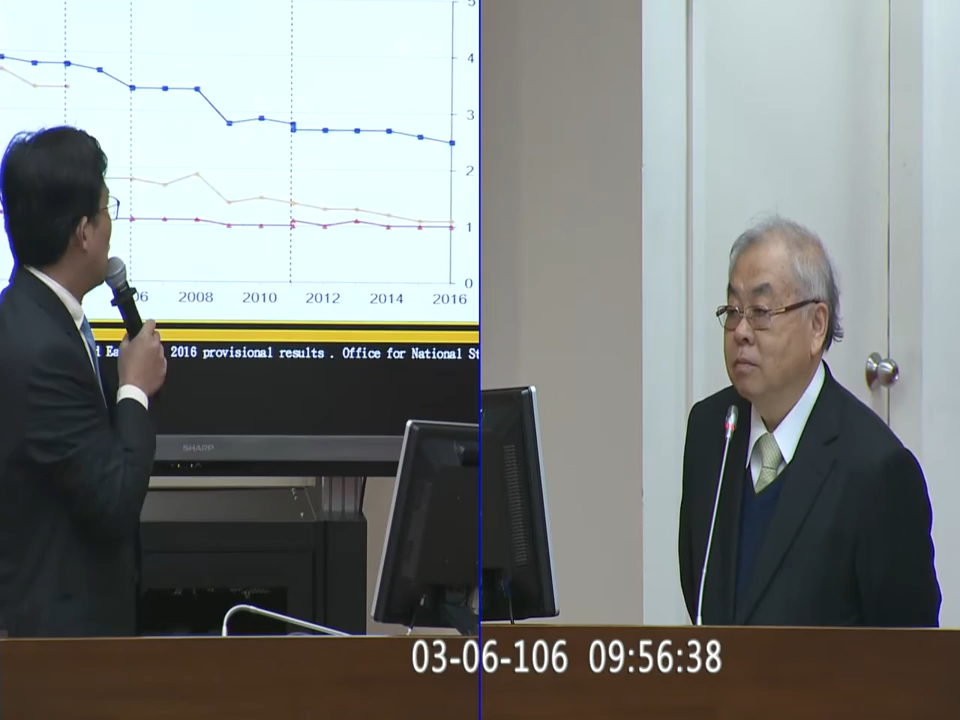 5
4
3
2
1
0
06 2008 2010 2012 2014 2016
2016 provisional results . Office for National St
SHARP
03-06-106 09:56:38